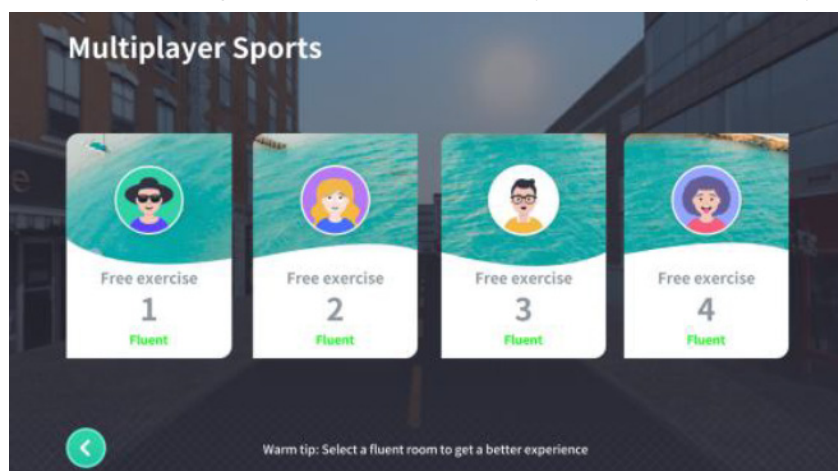 Multiplayer Sports
Free exercise
1
Fluent
Free exercise
2
Fluent
Free exercise
3
Fluent
Free exercise
4
Fluent
Warm tip: Select a fluent room to get a better experience